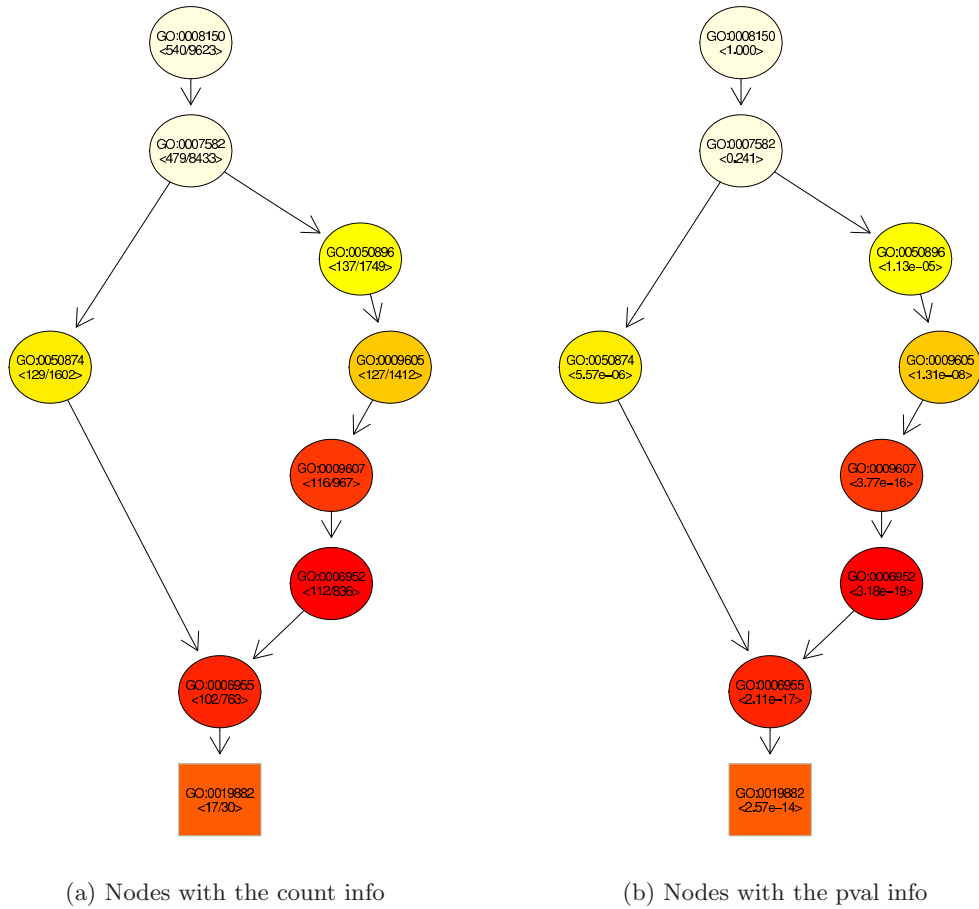 GO:0008150
<540/9623>
GO:0007582
<479/8433>
GO:0050896
<137/1749>
GO:0050874
<129/1602>
GO:0009605
<127/1412>
GO:0009607
<116/967>
GO:0006952
<112/836>
GO:0006955
<102/763>
GO:0019882
<17/30>
(a) Nodes with the count info
GO:0008150
<1.000>
GO:0007582
<0.241>
GO:0050896
<1.13e−05>
GO:0050874
<5.57e−06>
GO:0009605
<1.31e−08>
GO:0009607
<3.77e−16>
GO:0006952
<3.18e−19>
GO:0006955
<2.11e−17>
GO:0019882
<2.57e−14>
(b) Nodes with the pval info